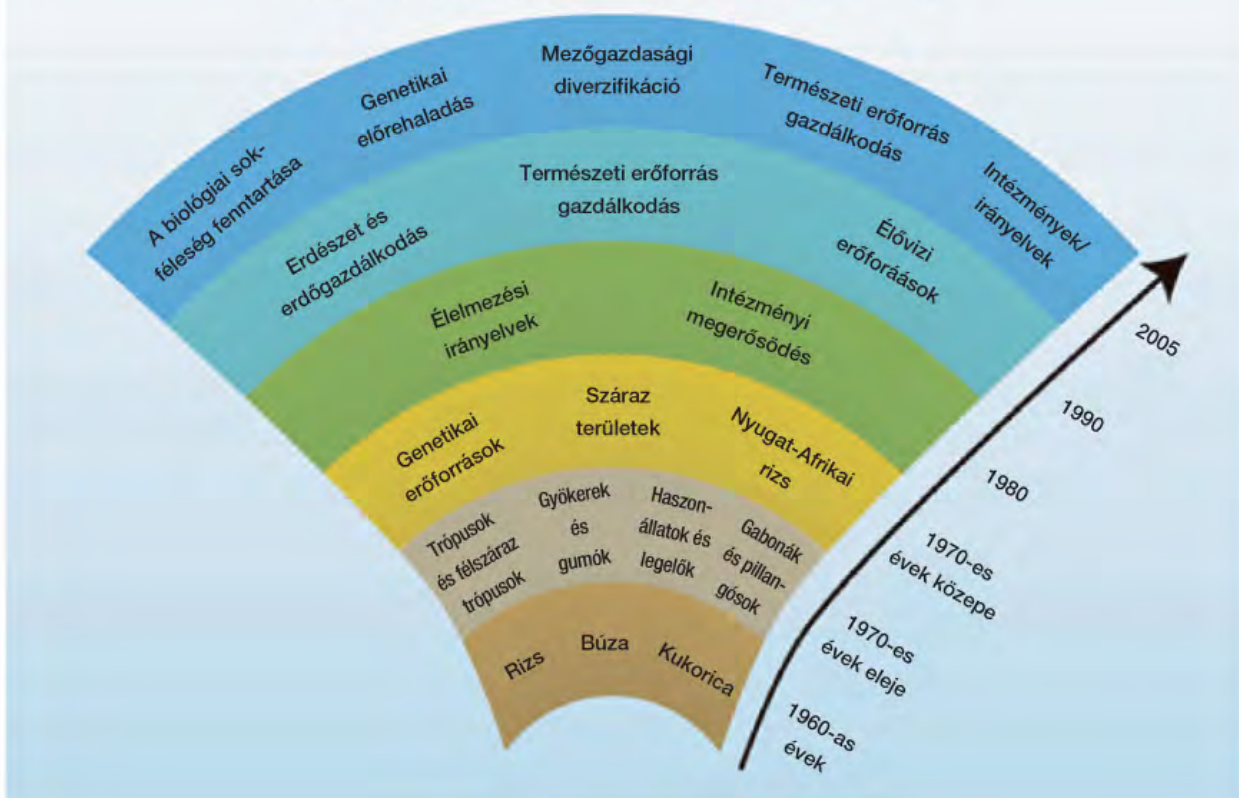 A biológiai sok-
féleség fenntartása
Genetikai
előrehaladás
Mezőgazdasági
diverzifikáció
Természeti erőforrás
gazdálkodás
Intézmények/
irányelvek
Erdészet és
erdőgazdálkodás
Természeti erőforrás
gazdálkodás
Élővizi
erőforáások
Élelmezési
irányelvek
Intézményi
megerősödés
Genetikai
erőforrások
Száraz
területek
Nyugat-Afrikai
rizs
Trópusok
és félszáraz
trópusok
Gyökerek
és
gumók
Haszon-
állatok és
legelők
Gabonák
és pillan-
gósok
Rizs
Búza
Kukorica
2005
1990
1980
1970-es
évek közepe
1970-es
évek eleje
1960-as
évek